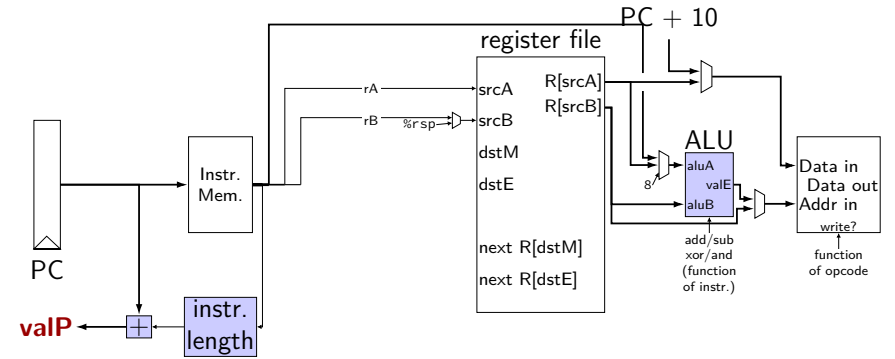 PC + 10
register file
rA
srcA
R[srcA]
R[srcB]
rB
%rsp
srcB
ALU
Instr.
Mem.
dstM
dstE
8
aluA
valE
aluB
Data in
Data out
Addr in
write?
PC
next R[dstM]
next R[dstE]
add/sub
xor/and
(function
of instr.)
function
of opcode
instr.
length
+
valP